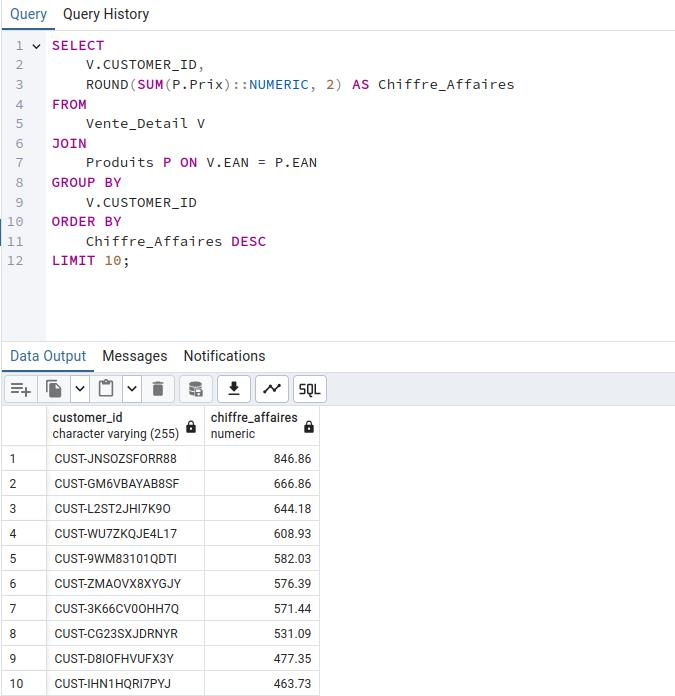 Query Query History
1 SELECT
2 V.CUSTOMER_ID,
3 ROUND(SUM(P.Prix)::NUMERIC, 2) AS Chiffre_Affaires
4 FROM
5 Vente_Detail V
6 JOIN
7 Produits P ON V.EAN = P.EAN
8 GROUP BY
9 V.CUSTOMER_ID
10 ORDER BY
11 Chiffre_Affaires DESC
12 LIMIT 10;
Data Output Messages Notifications
SQL
customer_id chiffre_affaires
character varying (255) numeric
1 CUST-JNSOZSFORR88 846.86
2 CUST-GM6VBAYAB8SF 666.86
3 CUST-L2ST2JHI7K9O 644.18
4 CUST-WU7ZKQJE4L17 608.93
5 CUST-9WM83101QDTI 582.03
6 CUST-ZMAOVX8XYGJY 576.39
7 CUST-3K66CV0OHH7Q 571.44
8 CUST-CG23SXJDRNYR 531.09
9 CUST-D8IOFHVUFX3Y 477.35
10 CUST-IHN1HQRI7PYJ 463.73